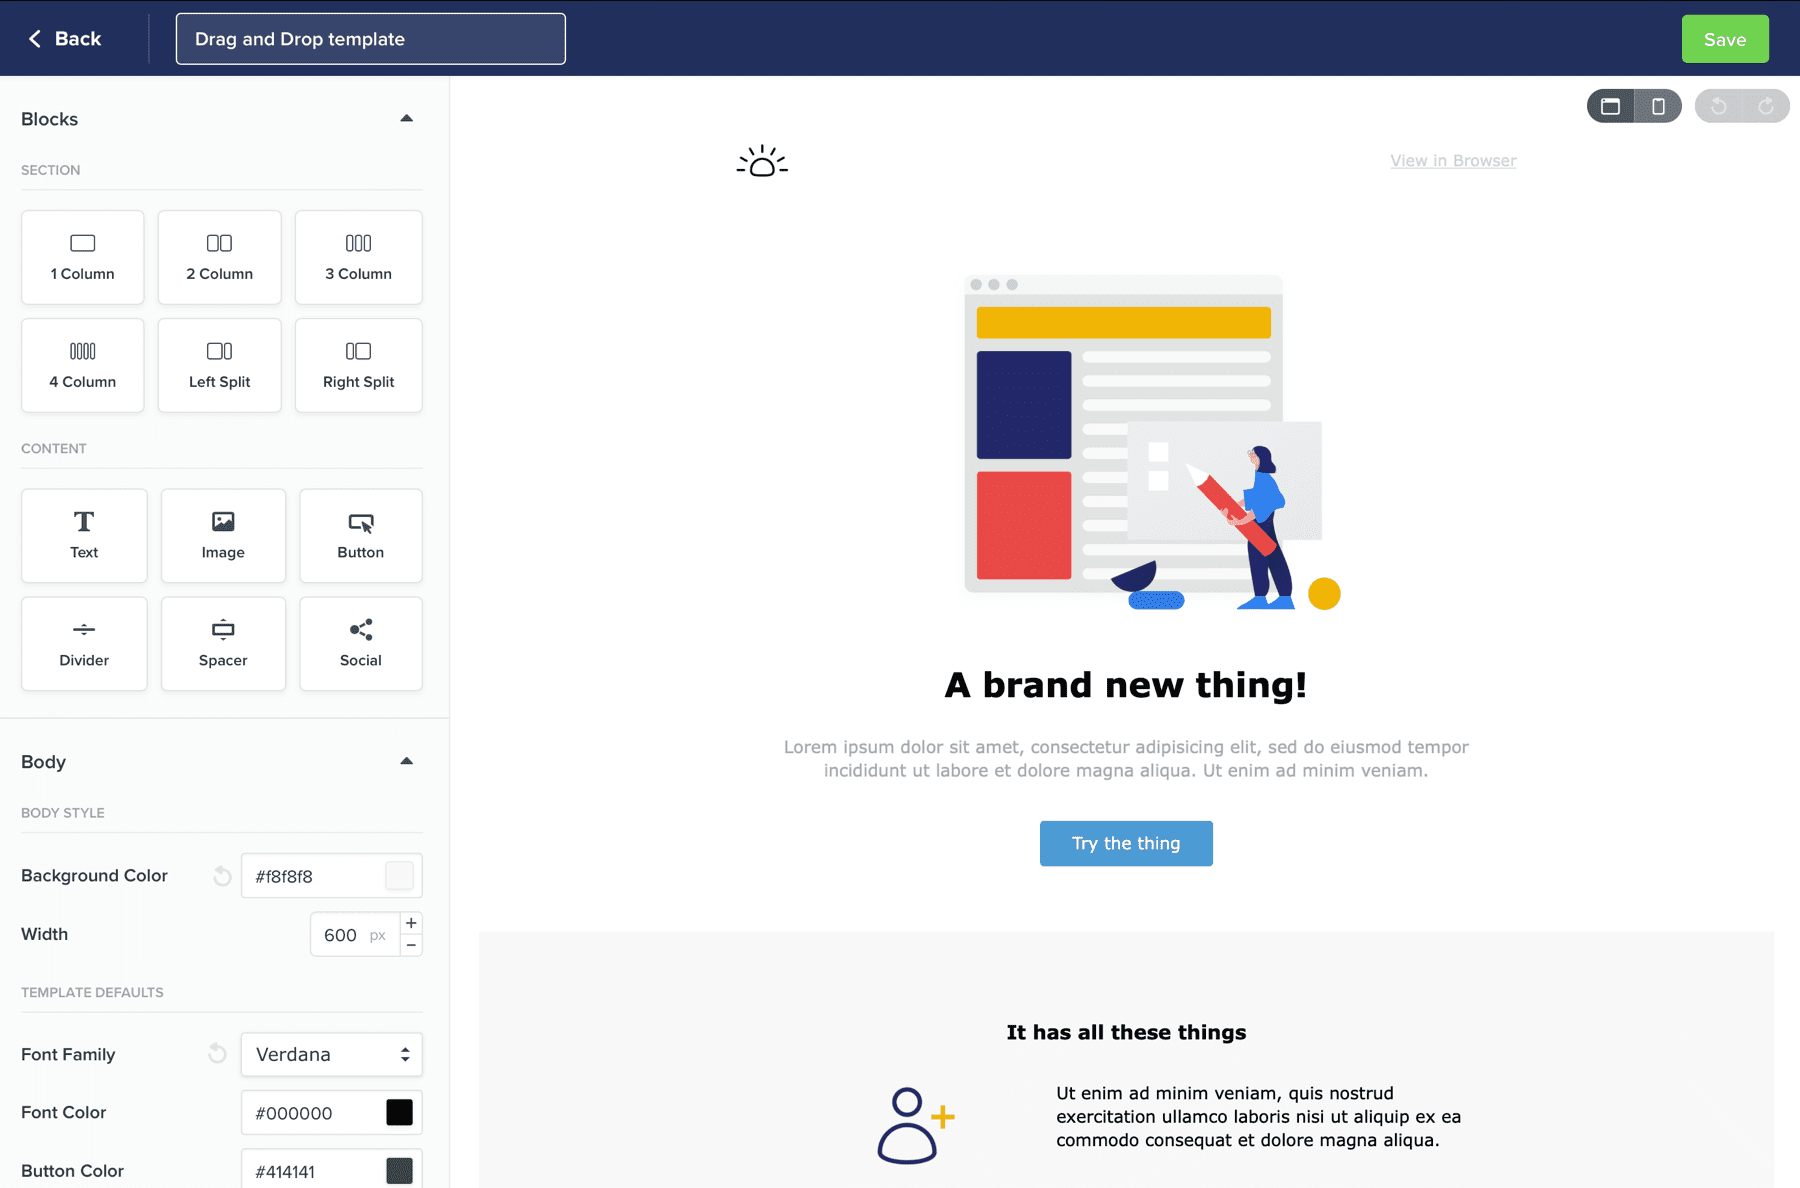 Back
Drag and Drop template
Save
Blocks
SECTION
1 Column
2 Column
3 Column
4 Column
Left Split
Right Split
CONTENT
Text
Image
Button
Divider
Spacer
Social
Body
BODY STYLE
Background Color
#f8f8f8
Width
600 px
TEMPLATE DEFAULTS
Font Family
Verdana
Font Color
#000000
Button Color
#414141
View in Browser
A brand new thing!
Lorem ipsum dolor sit amet, consectetur adipisicing elit, sed do eiusmod tempor
incididunt ut labore et dolore magna aliqua. Ut enim ad minim veniam.
Try the thing
It has all these things
Ut enim ad minim veniam, quis nostrud
exercitation ullamco laboris nisi ut aliquip ex ea
commodo consequat et dolore magna aliqua.